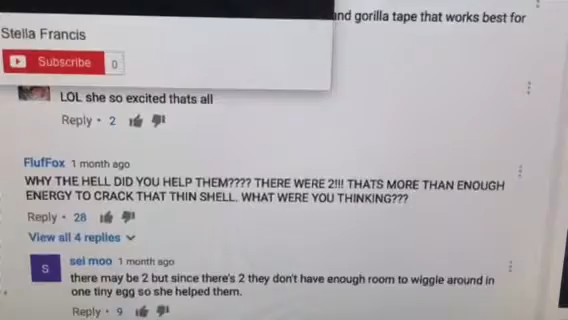 and gorilla tape that works best for
Stella Francis
Subscribe 0
LOL she so excited thats all
Reply • 2
FlufFox 1 month ago
WHY THE HELL DID YOU HELP THEM???? THERE WERE 2!!! THATS MORE THAN ENOUGH
ENERGY TO CRACK THAT THIN SHELL. WHAT WERE YOU THINKING???
Reply • 28
View all 4 replies
S
sei moo 1 month ago
there may be 2 but since there's 2 they don't have enough room to wiggle around in
one tiny egg so she helped them.
Reply • 9